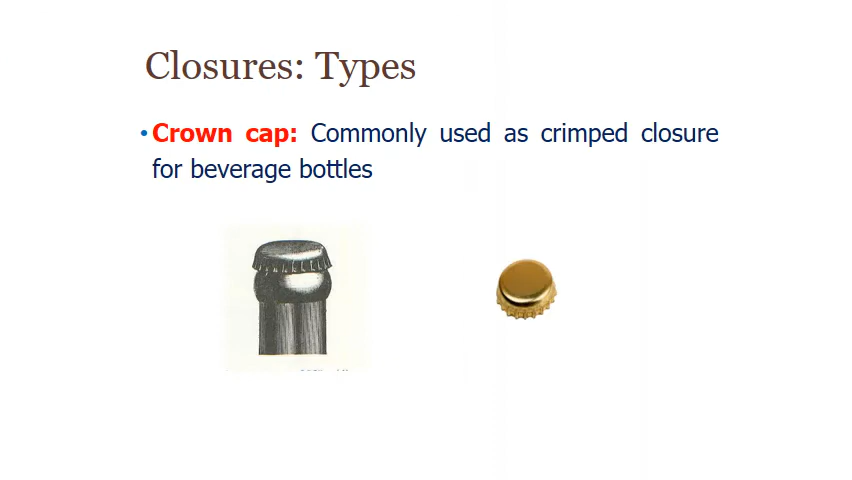 Closures: Types
• Crown cap: Commonly used as crimped closure
for beverage bottles